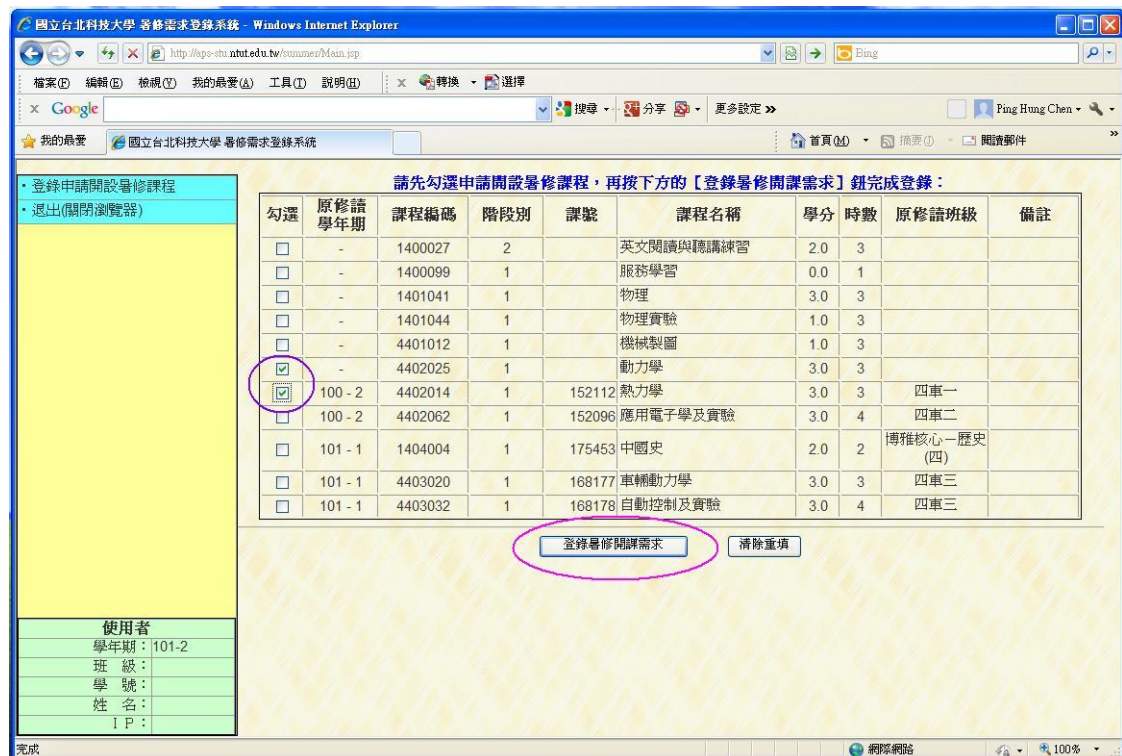 國立台北科技大學 暑修需求登錄系統 - Windows Internet Explorer
http://aps-stu.ntut.edu.tw/summer/Main.jsp
Bing
檔案(F) 編輯(E) 檢視(V) 我的最愛(A) 工具(T) 說明(H) x 轉換 選擇
x Google 搜尋 分享 更多設定 » Ping Hung Chen
我的最愛 國立台北科技大學 暑修需求登錄系統 首頁(M) 摘要(J) 閱讀郵件 »
・登錄申請開設暑修課程
・退出(關閉瀏覽器)
請先勾選申請開設暑修課程,再按下方的【登錄暑修開課需求】鈕完成登錄:
勾選 原修讀學年期 課程編碼 階段別 課號 課程名稱 學分 時數 原修讀班級 備註
- 1400027 2 英文閱讀與聽講練習 2.0 3
- 1400099 1 服務學習 0.0 1
- 1401041 1 物理 3.0 3
- 1401044 1 物理實驗 1.0 3
- 4401012 1 機械製圖 1.0 3
- 4402025 1 動力學 3.0 3
100 - 2 4402014 1 152112 熱力學 3.0 3 四車一
100 - 2 4402062 1 152096 應用電子學及實驗 3.0 4 四車二
101 - 1 1404004 1 175453 中國史 2.0 2 博雅核心－歷史(四)
101 - 1 4403020 1 168177 車輛動力學 3.0 3 四車三
101 - 1 4403032 1 168178 自動控制及實驗 3.0 4 四車三
登錄暑修開課需求 清除重填
使用者
學年期:101-2
班 級:
學 號:
姓 名:
I P:
完成 網際網路 100%